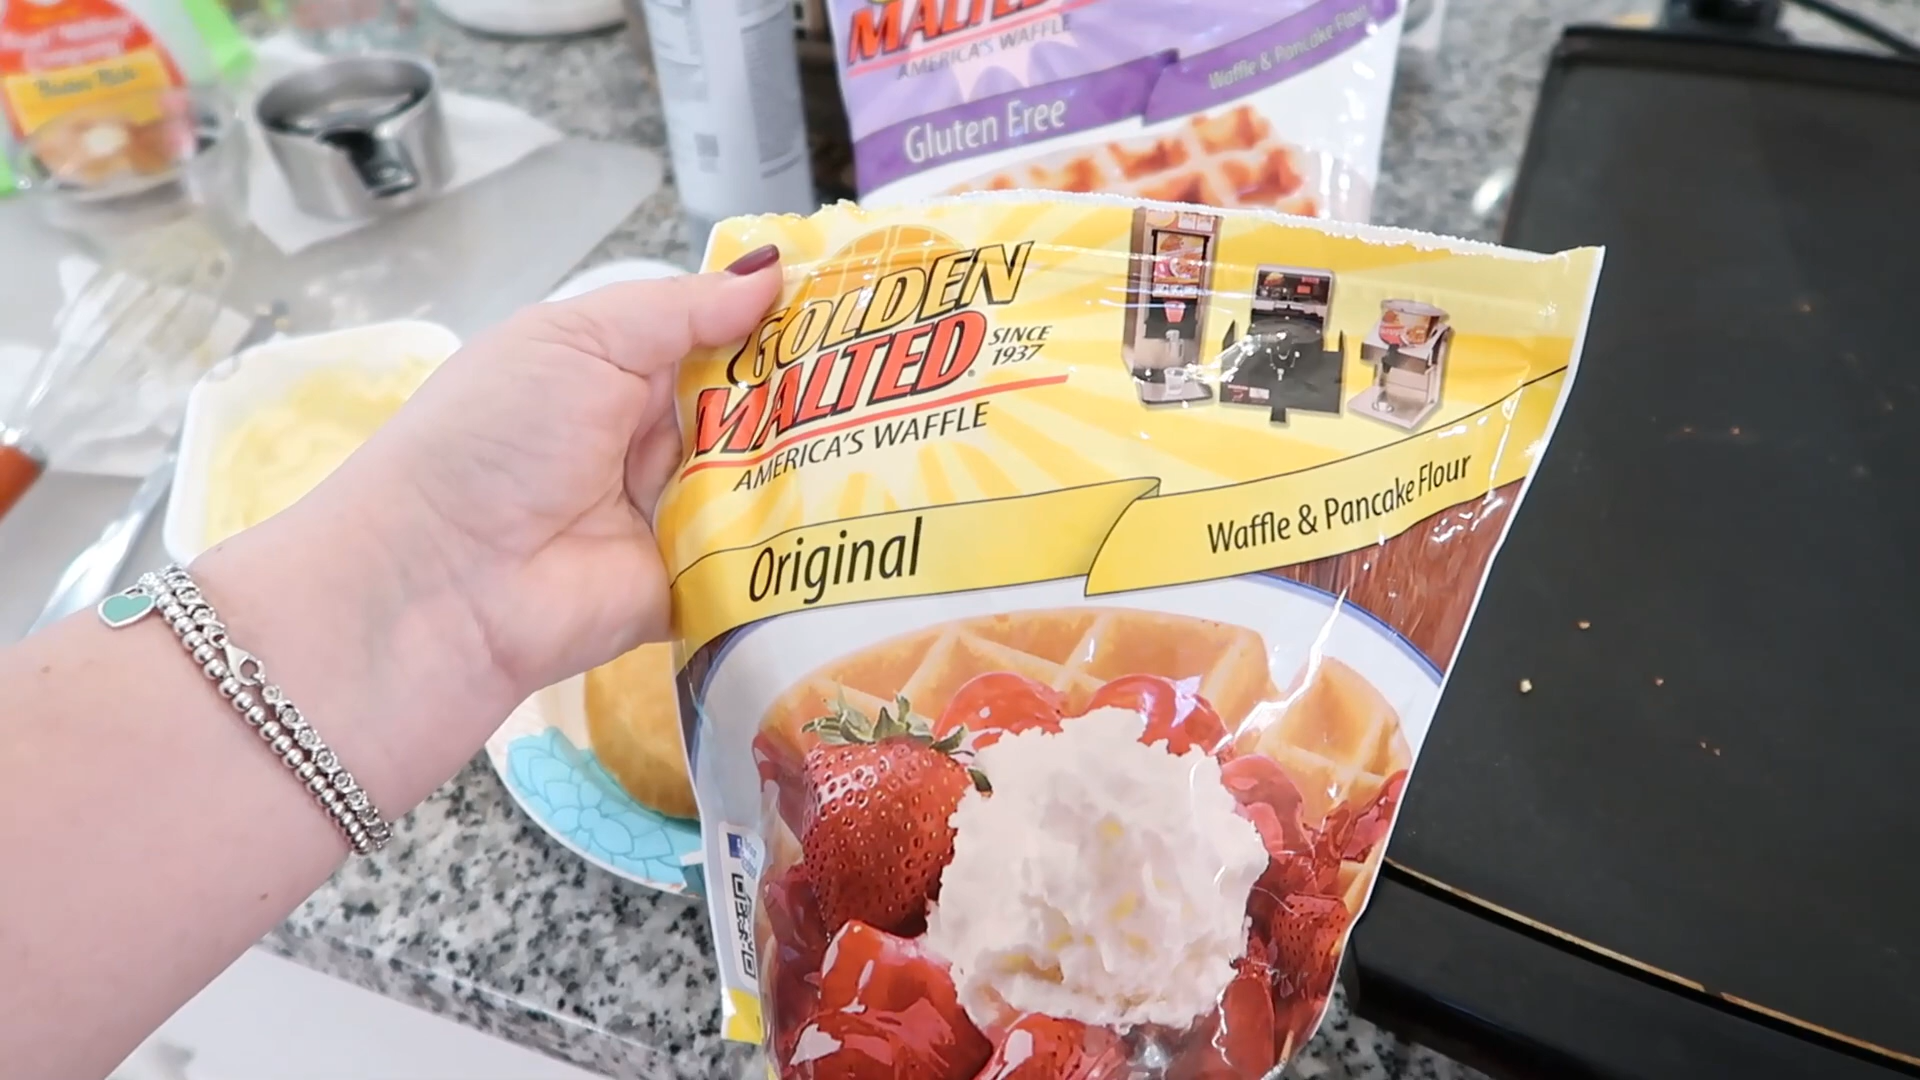 MALTED
AMERICA'S WAFFLE
Gluten Free
Waffle & Pancake Flour
GOLDEN
MALTED
SINCE
1937
AMERICA'S WAFFLE
Original
Waffle & Pancake Flour